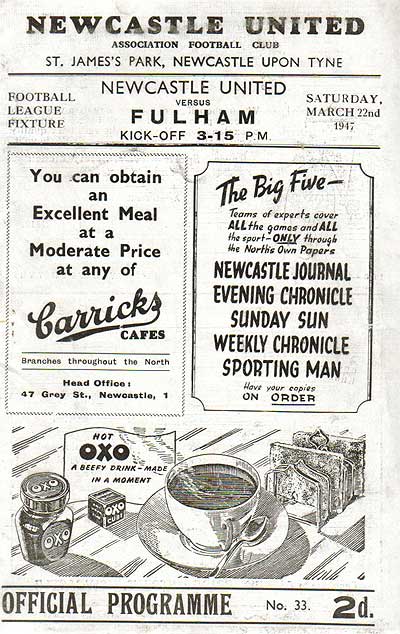 NEWCASTLE UNITED
ASSOCIATION FOOTBALL CLUB
ST. JAMES'S PARK, NEWCASTLE UPON TYNE
FOOTBALL
LEAGUE
FIXTURE
NEWCASTLE UNITED
VERSUS
FULHAM
KICK-OFF 3-15 P.M.
SATURDAY,
MARCH 22nd
1947
You can obtain
an
Excellent Meal
at a
Moderate Price
at any of
Carricks
CAFES
Branches throughout the North
Head Office:
47 Grey St., Newcastle, 1
The Big Five—
Teams of experts cover
ALL the games and ALL
the sport-ONLY through
the North's Own Papers
NEWCASTLE JOURNAL
EVENING CHRONICLE
SUNDAY SUN
WEEKLY CHRONICLE
SPORTING MAN
Have your copies
ON ORDER
HOT
OXO
A BEEFY DRINK-MADE
IN A MOMENT
OXO
OXO
OXO
CUBE
OFFICIAL PROGRAMME No. 33. 2d.